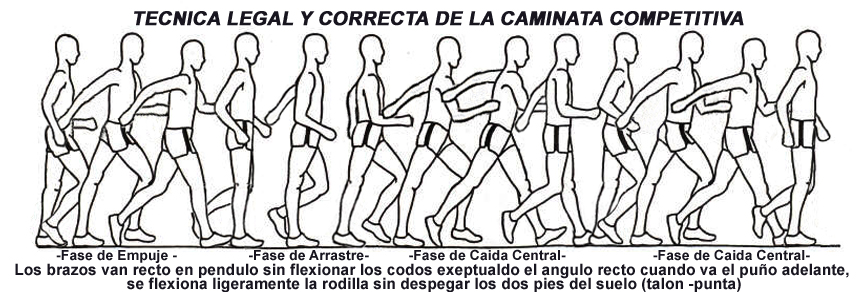 TECNICA LEGAL Y CORRECTA DE LA CAMINATA COMPETITIVA
-Fase de Empuje -
-Fase de Arrastre-
-Fase de Caida Central-
-Fase de Caida Central-
Los brazos van recto en pendulo sin flexionar los codos exeptualdo el angulo recto cuando va el puño adelante,
se flexiona ligeramente la rodilla sin despegar los dos pies del suelo (talon -punta)